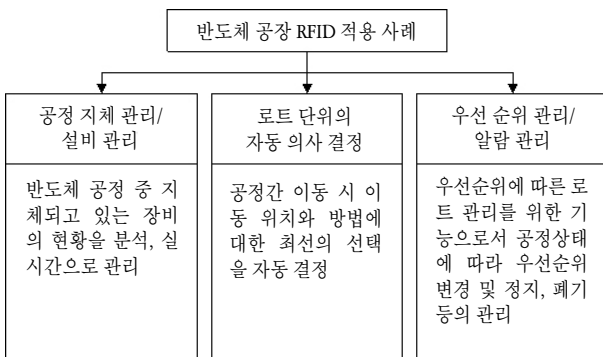 반도체 공장 RFID 적용 사례
공정 지체 관리/
설비 관리
반도체 공정 중 지
체되고 있는 장비
의 현황을 분석, 실
시간으로 관리
로트 단위의
자동 의사 결정
공정간 이동 시 이
동 위치와 방법에
대한 최선의 선택
을 자동 결정
우선 순위 관리/
알람 관리
우선순위에 따른 로
트 관리를 위한 기
능으로서 공정상태
에 따라 우선순위
변경 및 정지, 폐기
등의 관리